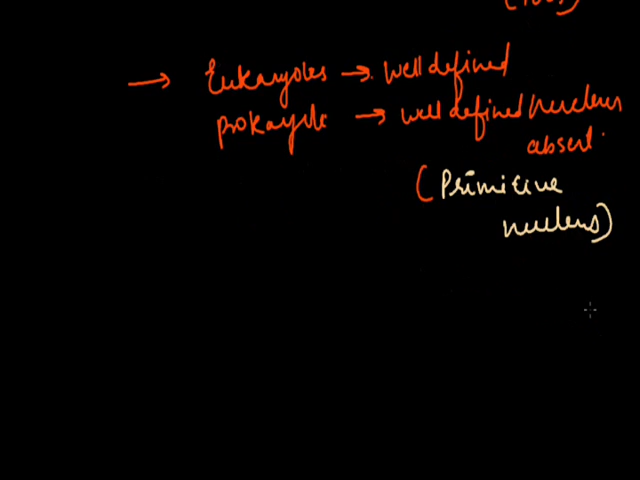 → Eukaryotes → well defined
prokaryote → well defined nucleus
absent.
(Primitive
nucleus)